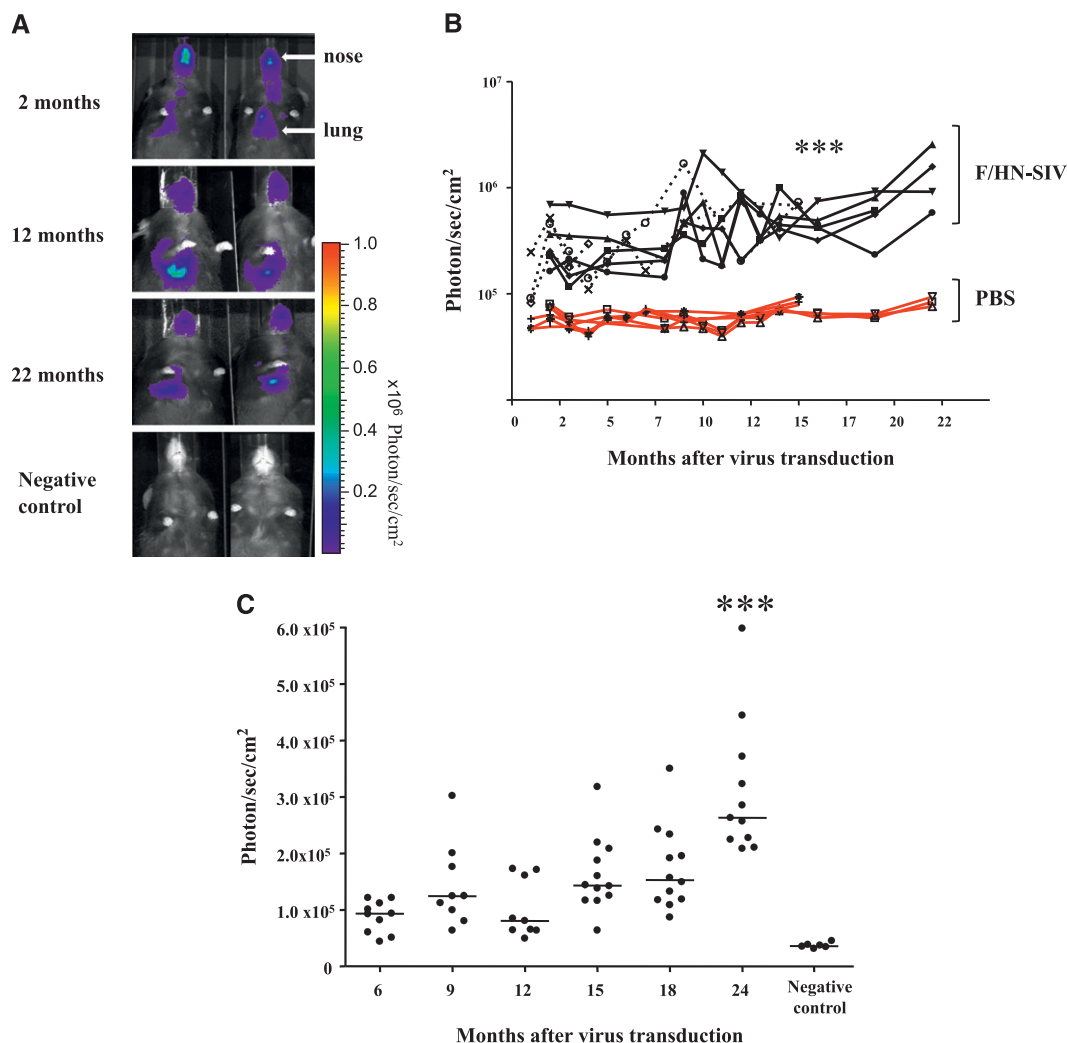 A
nose
2 months
lung
12 months
22 months
Negative
control
1.0
0.8
0.6
0.4
0.2
x10⁶ Photon/sec/cm²
B
10⁷
10⁶
10⁵
Photon/sec/cm²
***
F/HN-SIV
PBS
0 2 5 7 10 12 15 17 20 22
Months after virus transduction
C
***
6.0 x10⁵
5.0 x10⁵
4.0 x10⁵
3.0 x10⁵
2.0 x10⁵
1.0 x10⁵
0
Photon/sec/cm²
6 9 12 15 18 24 Negative
control
Months after virus transduction